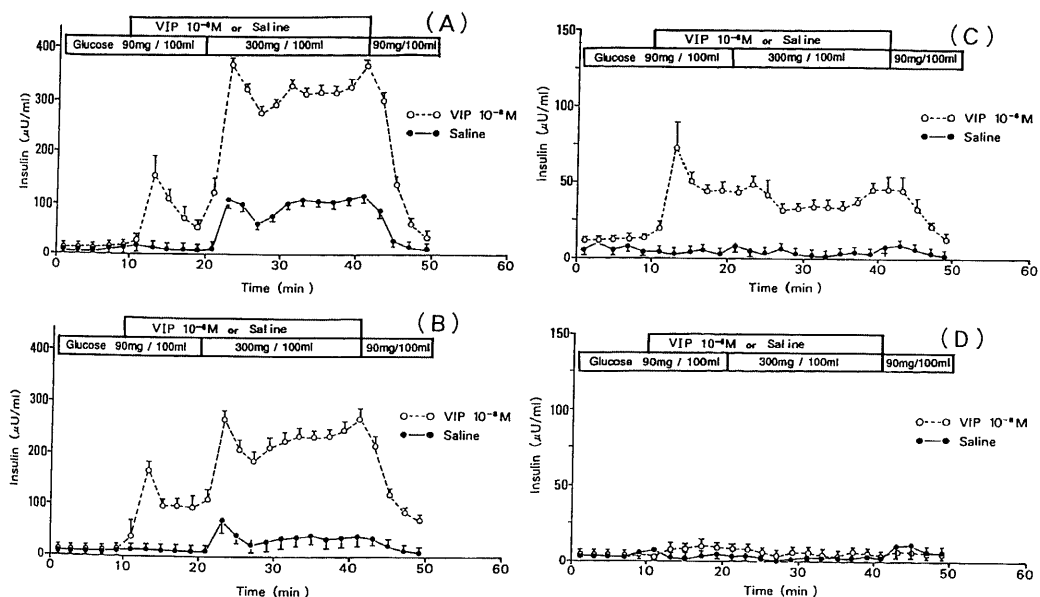 (A)
VIP 10⁻⁸M or Saline
Glucose 90mg / 100ml
300mg / 100ml
90mg/100ml
Insulin (μU/ml)
400
300
200
100
0
VIP 10⁻⁸M
Saline
0
10
20
30
40
50
60
Time (min)
(B)
VIP 10⁻⁸M or Saline
Glucose 90mg / 100ml
300mg / 100ml
90mg/100ml
Insulin (μU/ml)
400
300
200
100
0
VIP 10⁻⁸M
Saline
0
10
20
30
40
50
60
Time (min)
(C)
VIP 10⁻⁸M or Saline
Glucose 90mg / 100ml
300mg / 100ml
90mg/100ml
Insulin (μU/ml)
150
100
50
0
VIP 10⁻⁸M
Saline
0
10
20
30
40
50
60
Time (min)
(D)
VIP 10⁻⁸M or Saline
Glucose 90mg / 100ml
300mg / 100ml
90mg/100ml
Insulin (μU/ml)
150
100
50
0
VIP 10⁻⁸M
Saline
0
10
20
30
40
50
60
Time (min)